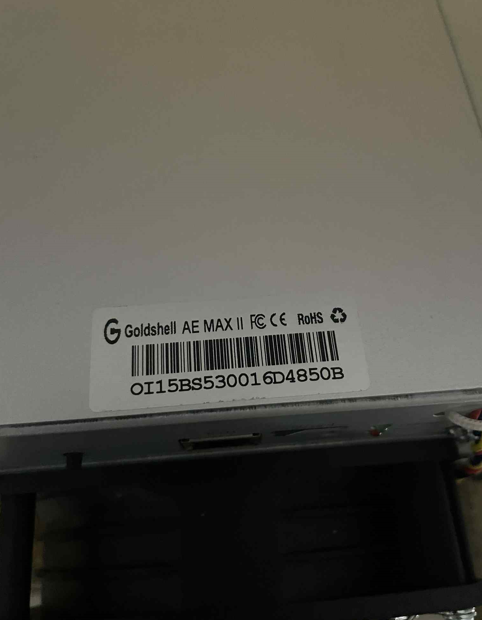 Goldshell AE MAX II FC CE RoHS
OI15BS530016D4850B